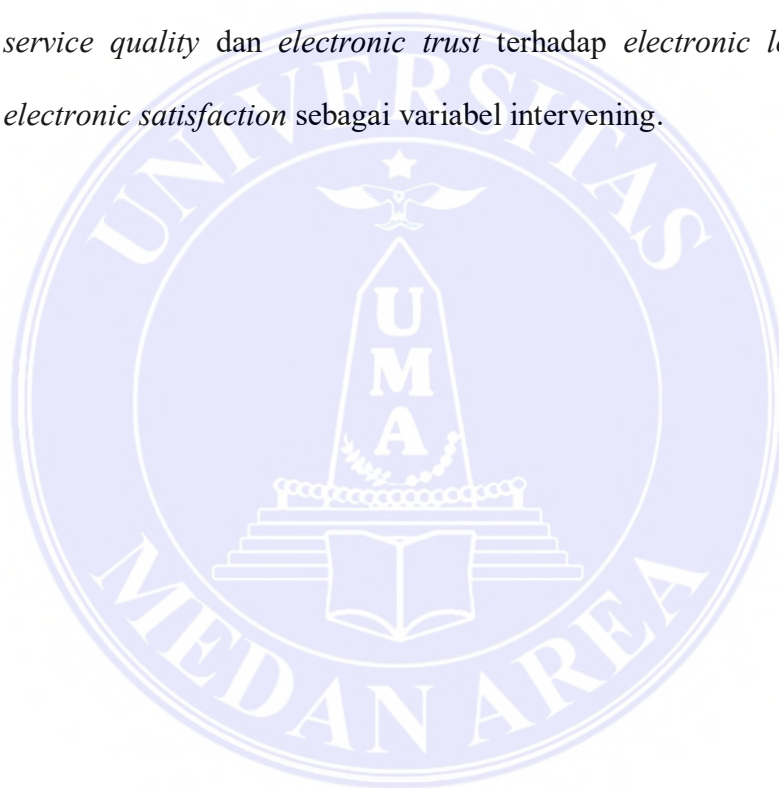 service quality dan electronic trust terhadap electronic
electronic satisfaction sebagai variabel intervening.
UNIVERSITAS
UMA
MEDAN AREA